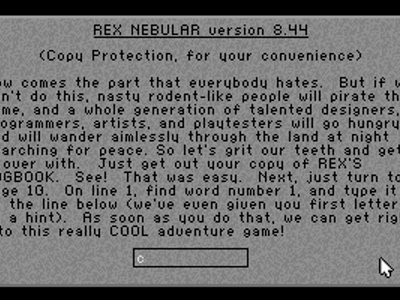 REX NEBULAR version 8.44
(Copy Protection, for your convenience)
ow comes the part that everybody hates. But if w
n't do this, nasty rodent-like people will pirate th
me, and a whole generation of talented designers,
ogrammers, artists, and playtesters will go hungry
d will wander aimlessly through the land at night
arching for peace. So let's grit our teeth and get
over with. Just get out your copy of REX'S
OGBOOK. See! That was easy. Next, just turn to
ge 10. On line 1, find word number 1, and type it
the line below (we've even given you first letter
a hint). As soon as you do that, we can get righ
to this really COOL adventure game!
c